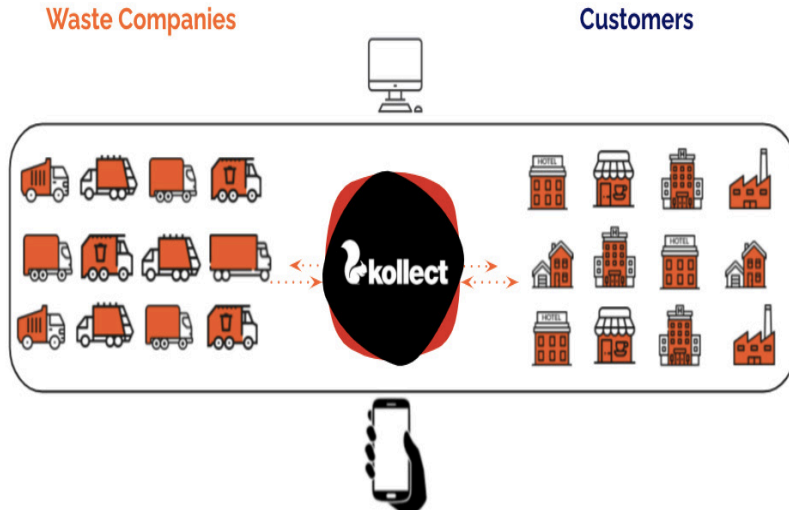 Waste Companies
Customers
HOTEL
H
HOTEL
H
kollect
HOTEL
H